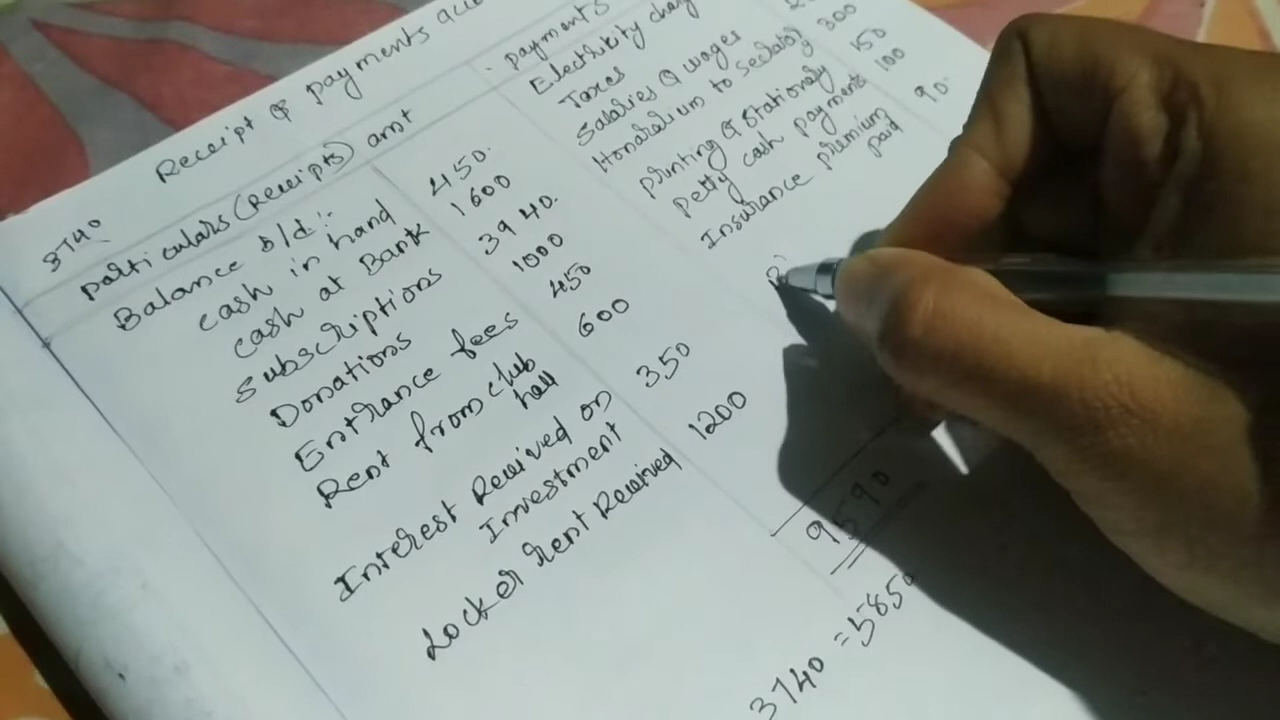 Receipt & payments
3740
particulars (Receipts) amt
Balance b/d:-
cash in hand 450.
cash at Bank 1600
subscriptions 3940.
Donations 1000
Entrance fees 450
Rent from club hall 600
Interest Received on Investment 350
Locker rent Received 1200
payments
Electricity
Taxes
Salaries & wages
Honorarium to 300
printing & stationary 150
petty cash payments 100
Insurance premium paid 90.
9590
3740 = 5850